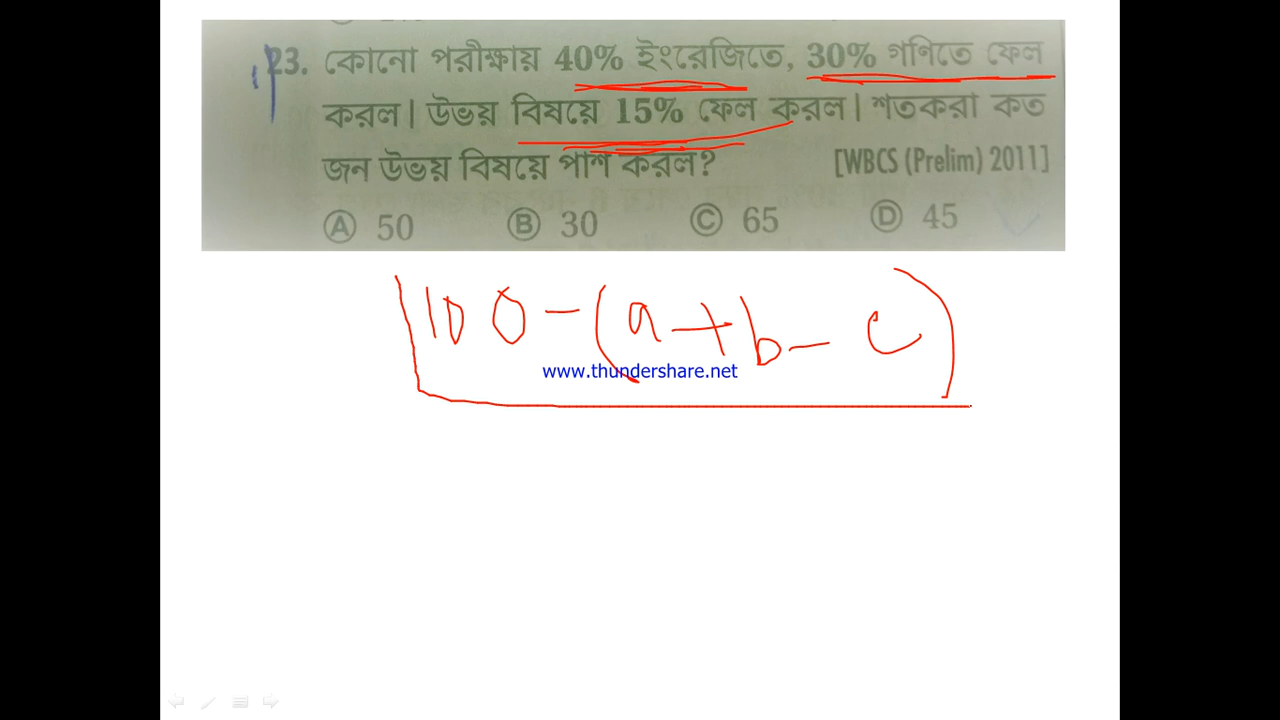 23. কোনো পরীক্ষায় 40% ইংরেজিতে, 30% গণিতে ফেল
করল। উভয় বিষয়ে 15% ফেল করল। শতকরা কত
জন উভয় বিষয়ে পাশ করল? [WBCS (Prelim) 2011]
Ⓐ 50 Ⓑ 30 Ⓒ 65 Ⓓ 45
100 - (a + b - c)
www.thundershare.net